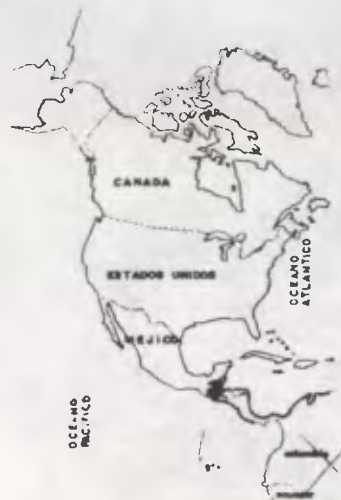 CANADA
ESTADOS UNIDOS
MEJICO
OCEANO
ATLANTICO
OCEANO
PACIFICO